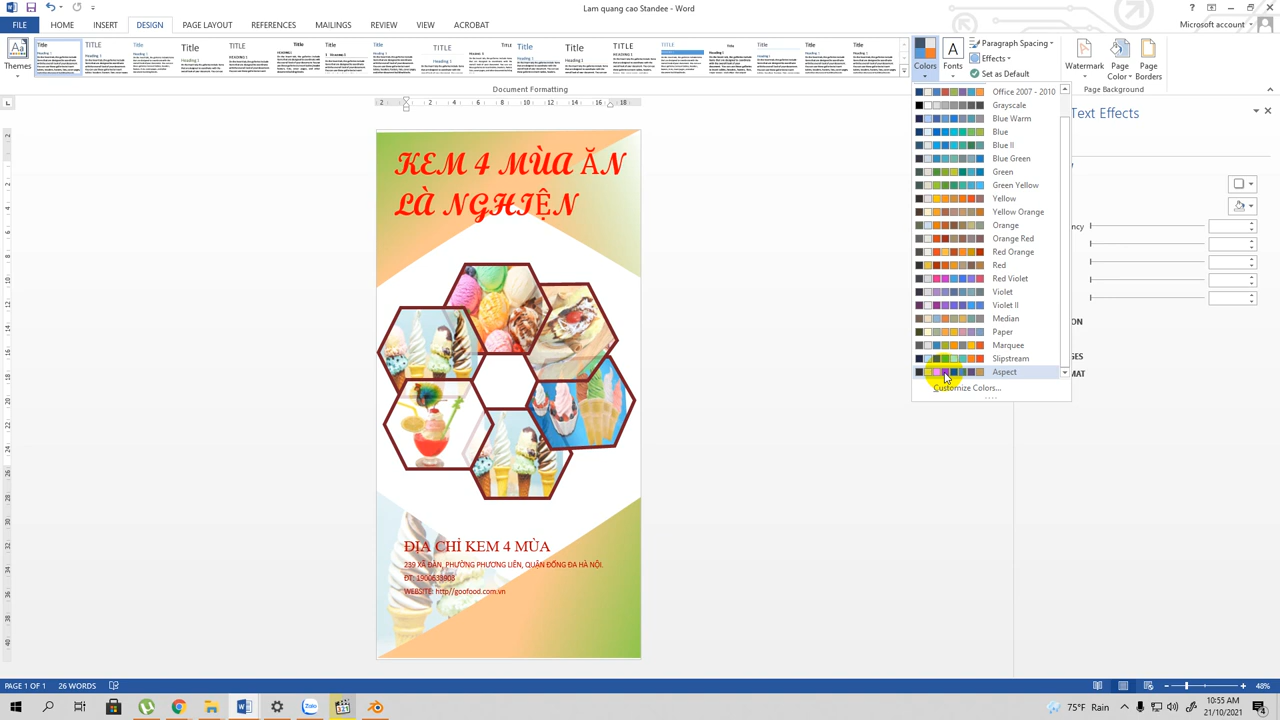 Lam quang cao Standee - Word
FILE HOME INSERT DESIGN PAGE LAYOUT REFERENCES MAILINGS REVIEW VIEW ACROBAT
Microsoft account
Themes
Colors
Fonts
Paragraph Spacing
Effects
Set as Default
Watermark
Page Color
Page Borders
Document Formatting
Page Background
Office 2007 - 2010
Grayscale
Blue Warm
Blue
Blue II
Blue Green
Green
Green Yellow
Yellow
Yellow Orange
Orange
Orange Red
Red Orange
Red
Red Violet
Violet
Violet II
Median
Paper
Marquee
Slipstream
Aspect
Customize Colors...
Text Effects
KEM 4 MÙA ĂN
LÀ NGHIỆN
ĐỊA CHỈ KEM 4 MÙA
239 XÃ ĐÀN, PHƯỜNG PHƯƠNG LIÊN, QUẬN ĐỐNG ĐA HÀ NỘI.
ĐT: 1900633903
WEBSITE: http//goofood.com.vn
PAGE 1 OF 1 26 WORDS
48%
75°F Rain
10:55 AM
27/10/2021